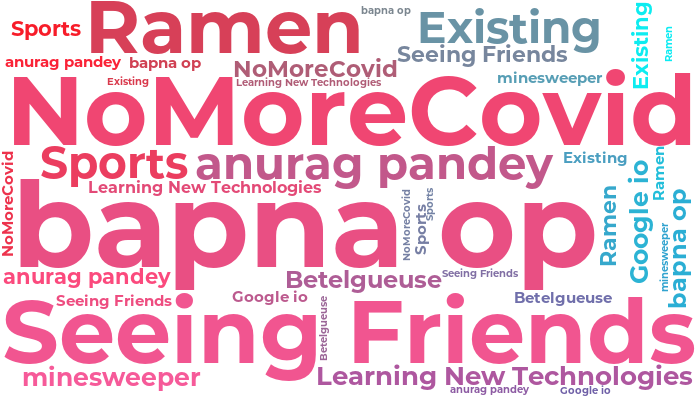 bapna op
Ramen
Sports
Existing
Existing
Ramen
Seeing Friends
anurag pandey
bapna op
NoMoreCovid
minesweeper
Existing
Learning New Technologies
NoMoreCovid
NoMoreCovid
Sports
anurag pandey
Existing
Ramen
Google io
Learning New Technologies
bapna op
NoMoreCovid
Sports
Sports
Ramen
bapna op
minesweeper
anurag pandey
Betelgueuse
Seeing Friends
Seeing Friends
Google io
Betelgueuse
Betelgueuse
Seeing Friends
minesweeper
Learning New Technologies
anurag pandey
Google io